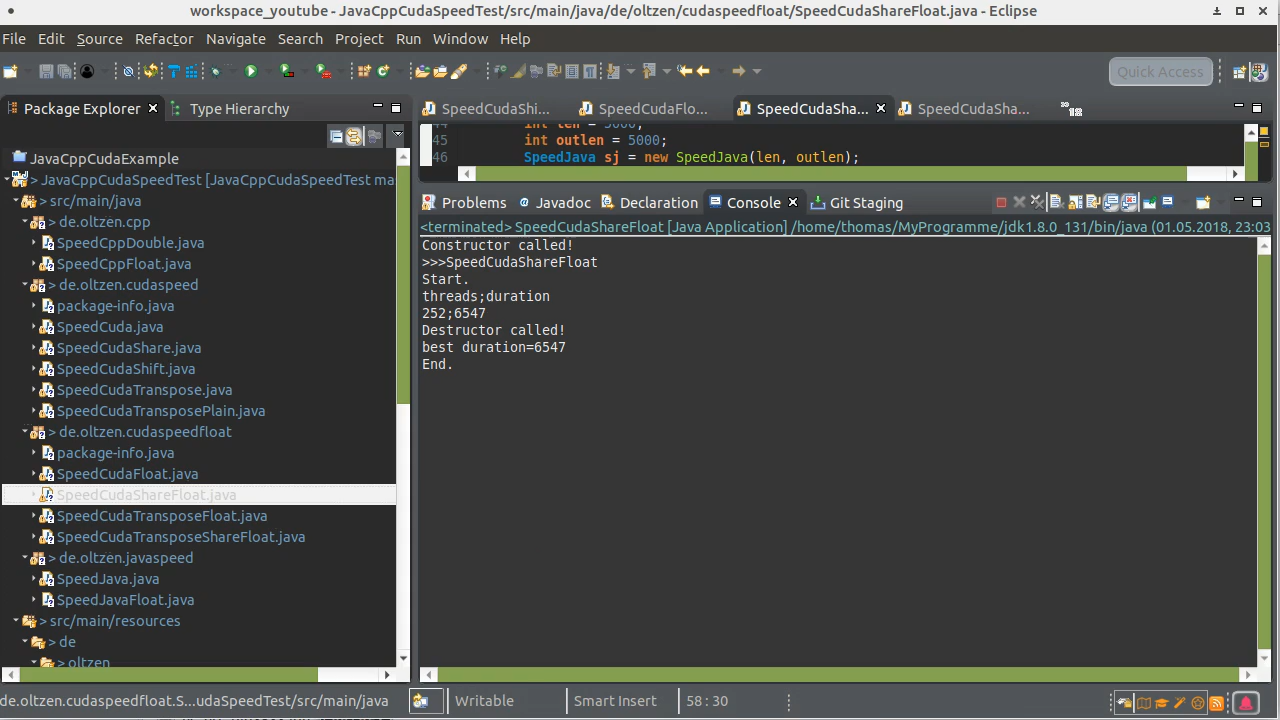 workspace_youtube - JavaCppCudaSpeedTest/src/main/java/de/oltzen/cudaspeedfloat/SpeedCudaShareFloat.java - Eclipse
File Edit Source Refactor Navigate Search Project Run Window Help
Quick Access
Package Explorer Type Hierarchy
SpeedCudaShi... SpeedCudaFlo... SpeedCudaSha... SpeedCudaSha...
JavaCppCudaExample
> JavaCppCudaSpeedTest [JavaCppCudaSpeedTest ma
> src/main/java
> de.oltzen.cpp
SpeedCppDouble.java
SpeedCppFloat.java
> de.oltzen.cudaspeed
package-info.java
SpeedCuda.java
SpeedCudaShare.java
SpeedCudaShift.java
SpeedCudaTranspose.java
SpeedCudaTransposePlain.java
> de.oltzen.cudaspeedfloat
package-info.java
SpeedCudaFloat.java
SpeedCudaShareFloat.java
SpeedCudaTransposeFloat.java
SpeedCudaTransposeShareFloat.java
> de.oltzen.javaspeed
SpeedJava.java
SpeedJavaFloat.java
> src/main/resources
> de
> oltzen
44 int len = 5000;
45 int outlen = 5000;
46 SpeedJava sj = new SpeedJava(len, outlen);
Problems @ Javadoc Declaration Console Git Staging
<terminated> SpeedCudaShareFloat [Java Application] /home/thomas/MyProgramme/jdk1.8.0_131/bin/java (01.05.2018, 23:03
Constructor called!
>>>SpeedCudaShareFloat
Start.
threads;duration
252;6547
Destructor called!
best duration=6547
End.
de.oltzen.cudaspeedfloat.S...udaSpeedTest/src/main/java Writable Smart Insert 58 : 30